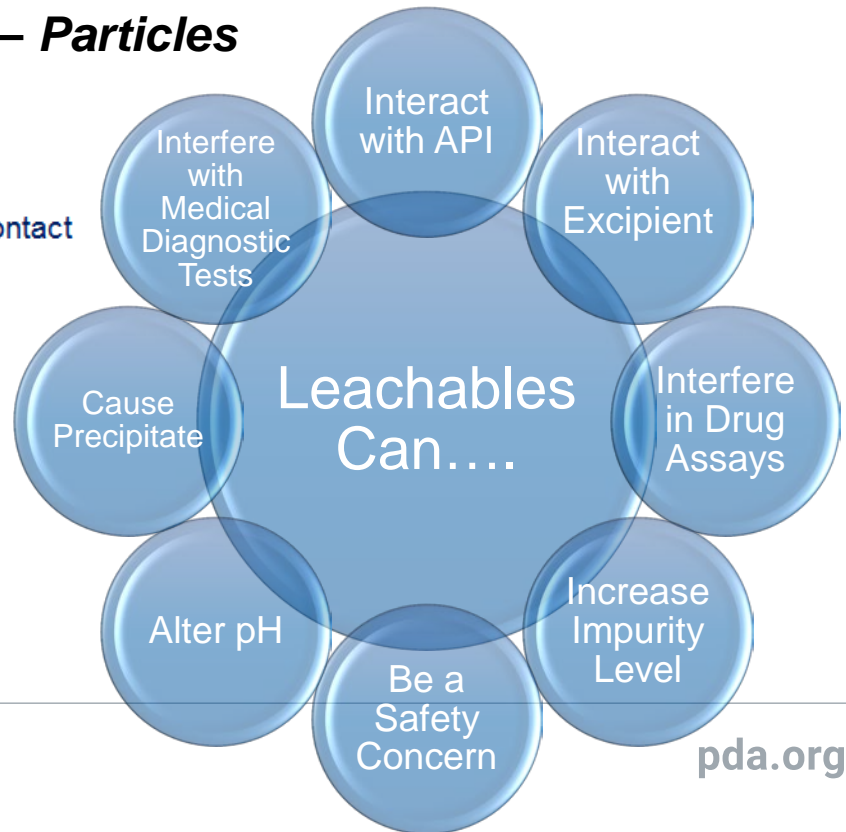 – Particles
ontact
Leachables
Can….
Interact
with API
Interact
with
Excipient
Interfere
in Drug
Assays
Increase
Impurity
Level
Be a
Safety
Concern
Alter pH
Cause
Precipitate
Interfere
with
Medical
Diagnostic
Tests
pda.org